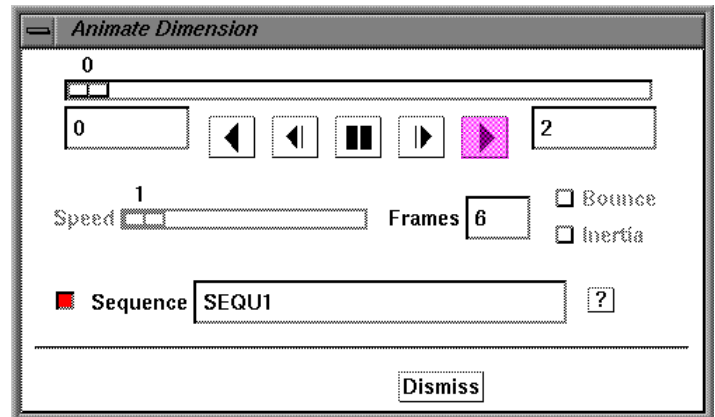 Animate Dimension
0
0 2
1
Speed Frames 6 Bounce
Inertia
Sequence SEQU1 ?
Dismiss